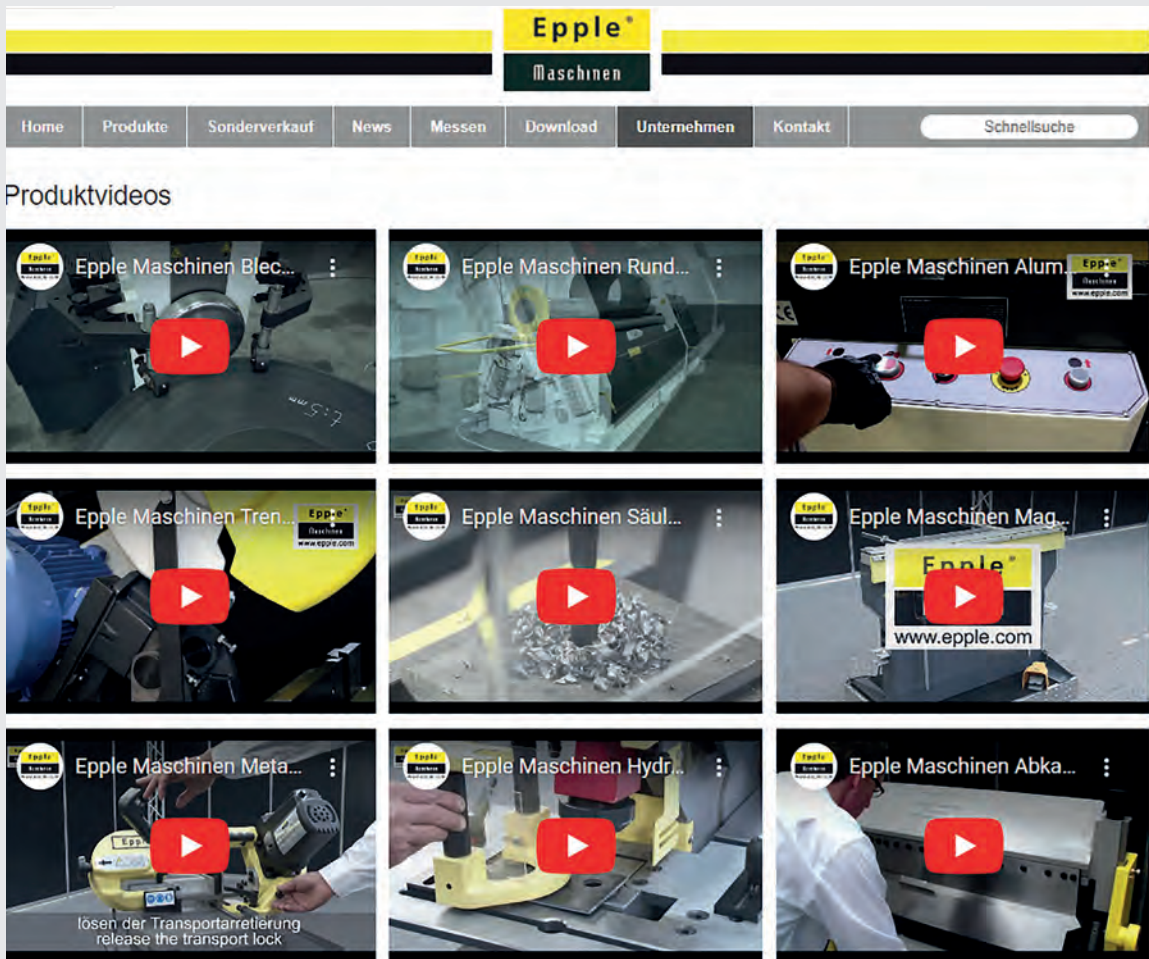 Epple®
Maschinen
Home Produkte Sonderverkauf News Messen Download Unternehmen Kontakt Schnellsuche
Produktvideos
Epple Maschinen Blec...
t=5mm
Epple Maschinen Rund...
Epple Maschinen Alum...
Epple®
Maschinen
www.epple.com
Epple Maschinen Tren...
Epple®
Maschinen
www.epple.com
Epple Maschinen Säul...
Epple Maschinen Mag...
Epple®
www.epple.com
Epple Maschinen Meta...
Epple
lösen der Transportarretierung
release the transport lock
Epple Maschinen Hydr...
Epple Maschinen Abka...